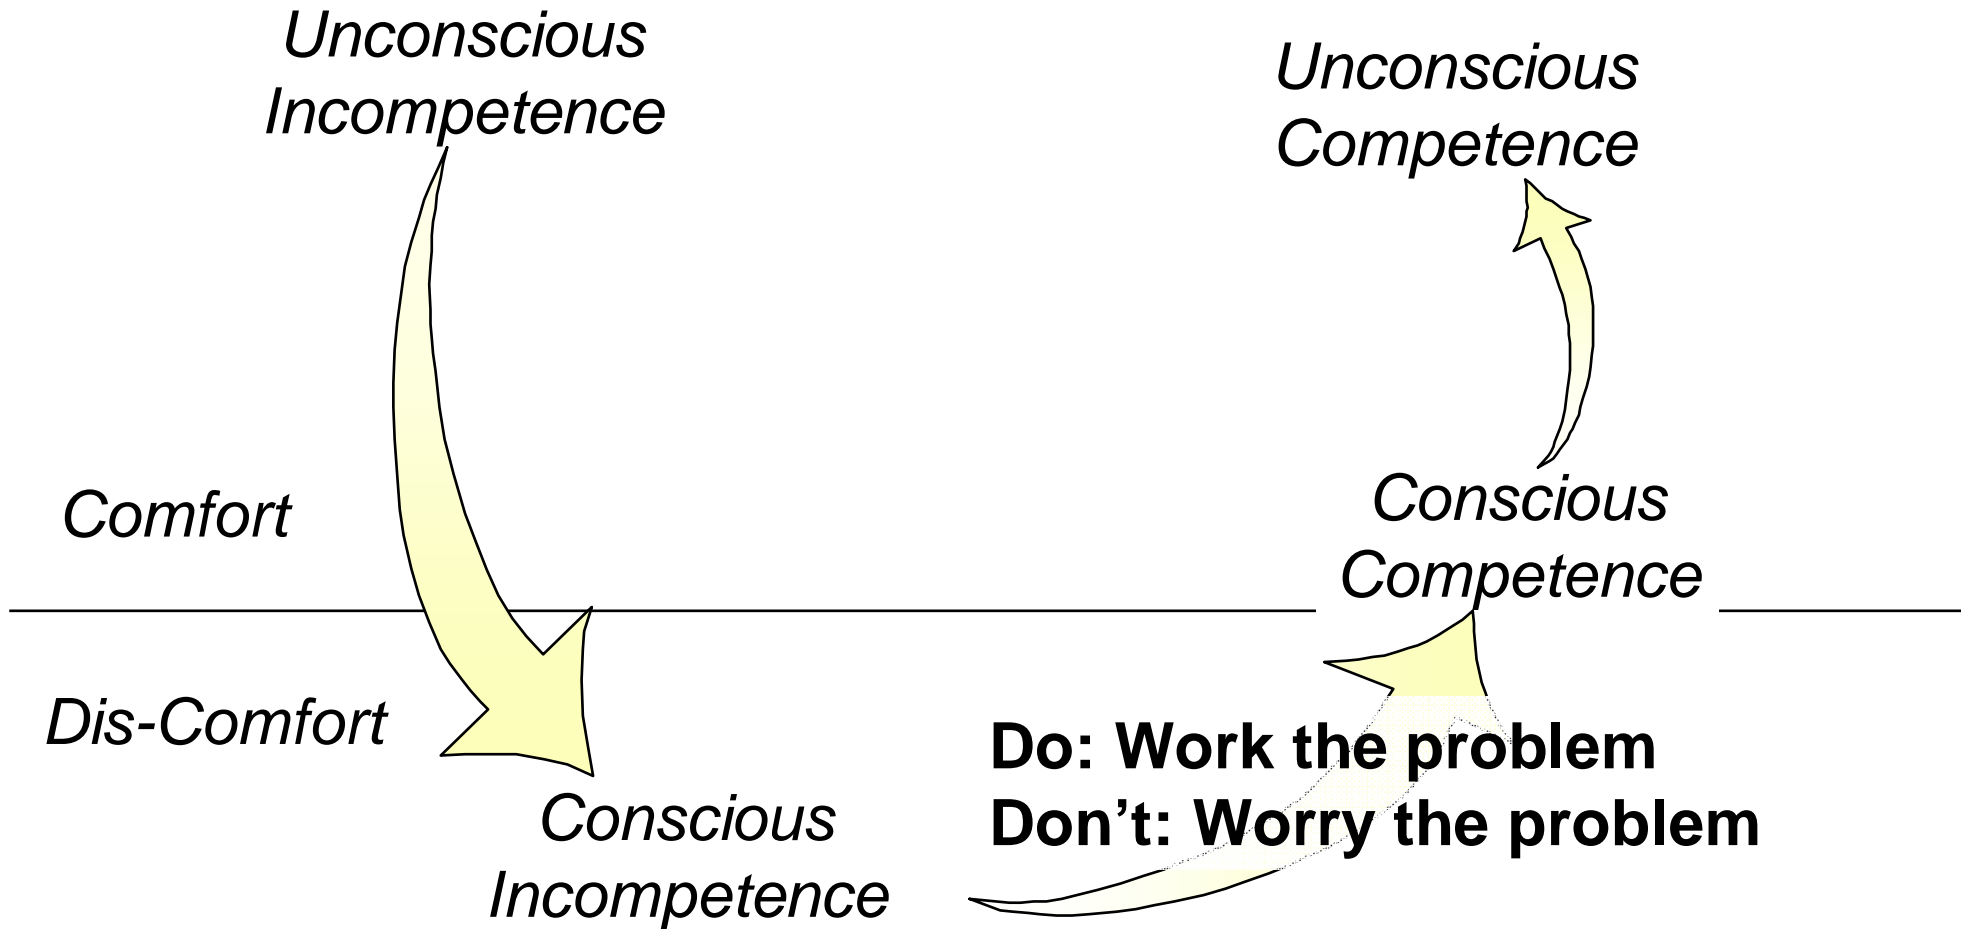 Unconscious
Incompetence
Unconscious
Competence
Comfort
Conscious
Competence
Dis-Comfort
Do: Work the problem
Don't: Worry the problem
Conscious
Incompetence